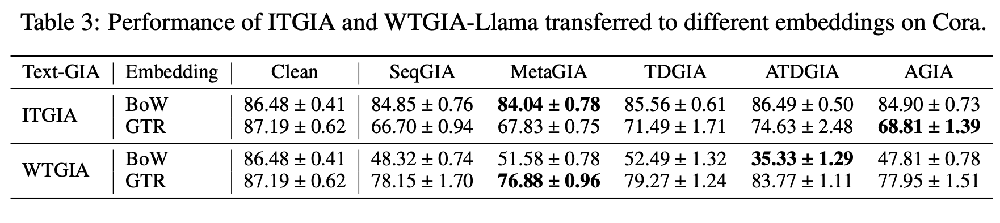 Table 3: Performance of ITGIA and WTGIA-Llama transferred to different embeddings on Cora.
Text-GIA Embedding Clean SeqGIA MetaGIA TDGIA ATDGIA AGIA
ITGIA BoW 86.48 ± 0.41 84.85 ± 0.76 84.04 ± 0.78 85.56 ± 0.61 86.49 ± 0.50 84.90 ± 0.73
GTR 87.19 ± 0.62 66.70 ± 0.94 67.83 ± 0.75 71.49 ± 1.71 74.63 ± 2.48 68.81 ± 1.39
WTGIA BoW 86.48 ± 0.41 48.32 ± 0.74 51.58 ± 0.78 52.49 ± 1.32 35.33 ± 1.29 47.81 ± 0.78
GTR 87.19 ± 0.62 78.15 ± 1.70 76.88 ± 0.96 79.27 ± 1.24 83.77 ± 1.11 77.95 ± 1.51